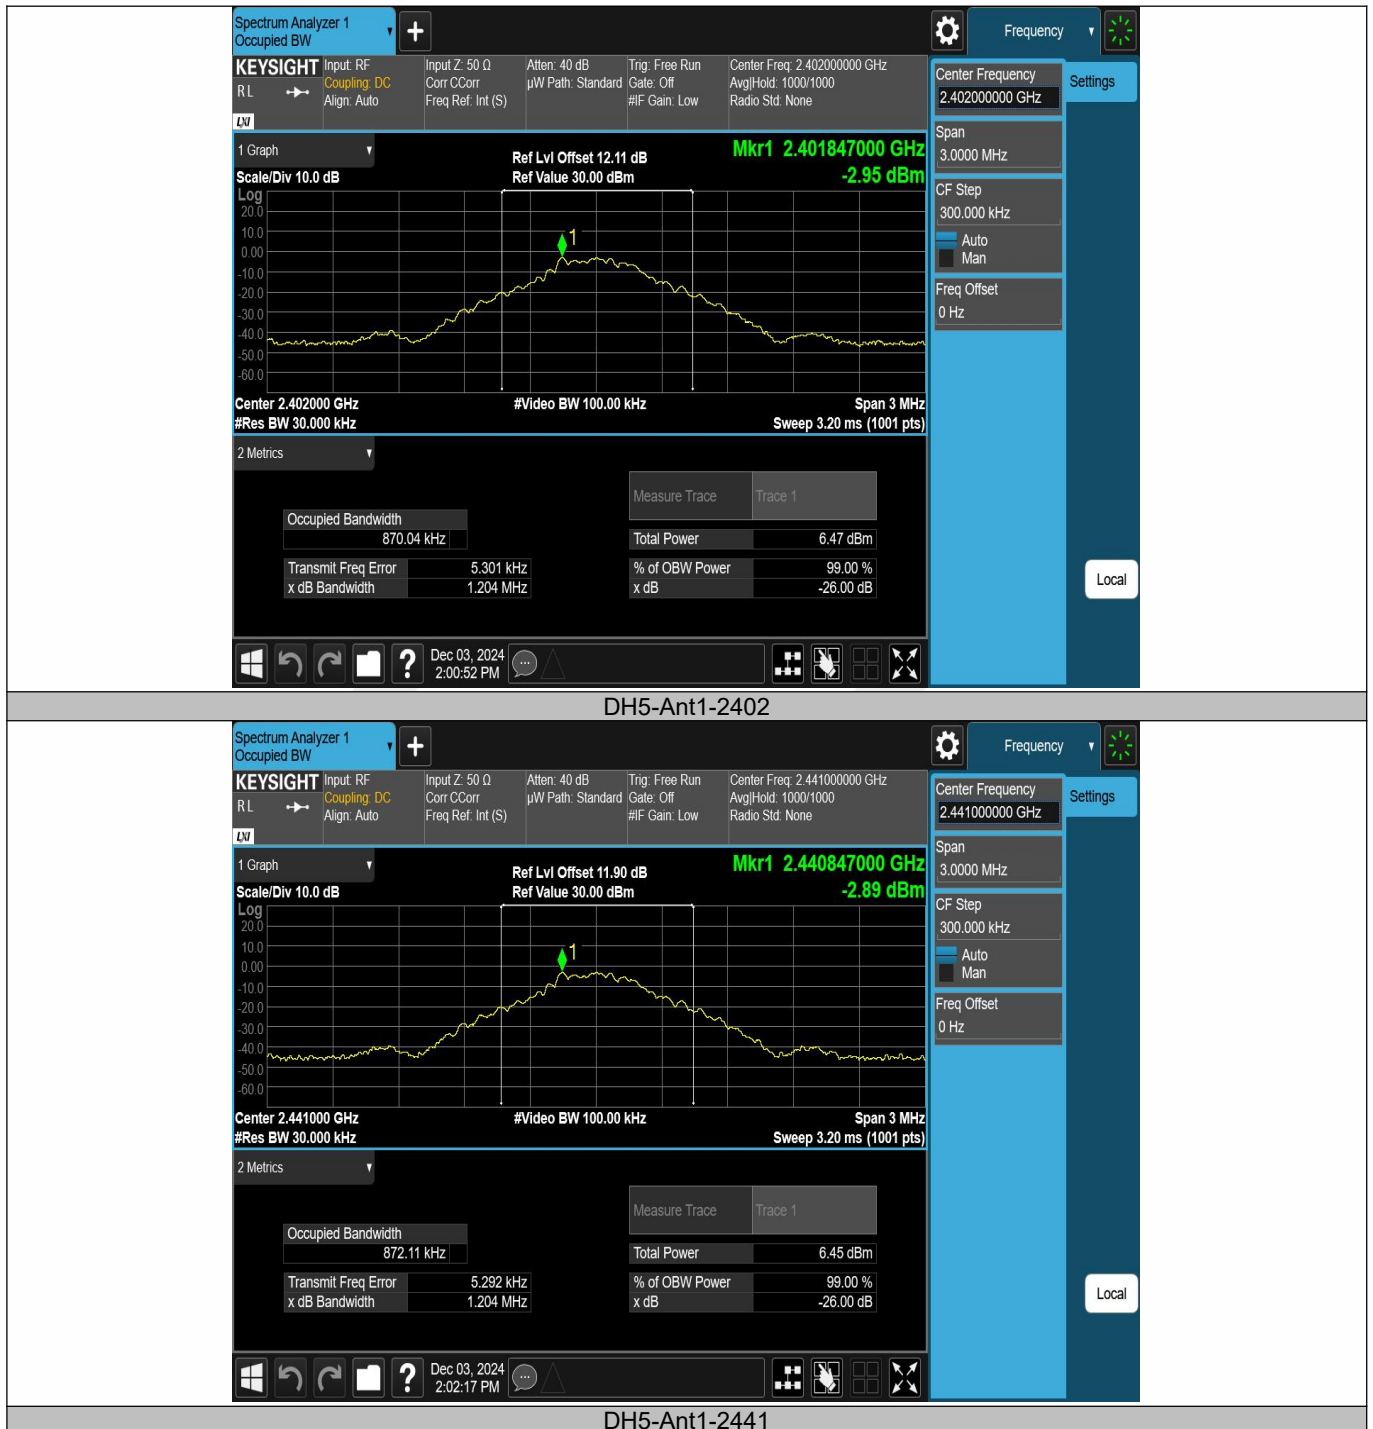 Spectrum Analyzer 1
Occupied BW
Frequency
KEYSIGHT
R L
LXI
Input: RF
Coupling: DC
Align: Auto
Input Z: 50 Ω
Corr CCorr
Freq Ref: Int (S)
Atten: 40 dB
µW Path: Standard
Trig: Free Run
Gate: Off
#IF Gain: Low
Center Freq: 2.402000000 GHz
Avg|Hold: 1000/1000
Radio Std: None
Center Frequency
2.402000000 GHz
Settings
Span
3.0000 MHz
CF Step
300.000 kHz
Auto
Man
Freq Offset
0 Hz
Local
1 Graph
Scale/Div 10.0 dB
Ref Lvl Offset 12.11 dB
Ref Value 30.00 dBm
Mkr1 2.401847000 GHz
-2.95 dBm
Log
20.0
10.0
0.00
-10.0
-20.0
-30.0
-40.0
-50.0
-60.0
1
Center 2.402000 GHz
#Video BW 100.00 kHz
Span 3 MHz
#Res BW 30.000 kHz
Sweep 3.20 ms (1001 pts)
2 Metrics
Measure Trace Trace 1
Occupied Bandwidth
870.04 kHz
Total Power 6.47 dBm
Transmit Freq Error 5.301 kHz
% of OBW Power 99.00 %
x dB Bandwidth 1.204 MHz
x dB -26.00 dB
?
Dec 03, 2024
2:00:52 PM
DH5-Ant1-2402
Spectrum Analyzer 1
Occupied BW
Frequency
KEYSIGHT
R L
LXI
Input: RF
Coupling: DC
Align: Auto
Input Z: 50 Ω
Corr CCorr
Freq Ref: Int (S)
Atten: 40 dB
µW Path: Standard
Trig: Free Run
Gate: Off
#IF Gain: Low
Center Freq: 2.441000000 GHz
Avg|Hold: 1000/1000
Radio Std: None
Center Frequency
2.441000000 GHz
Settings
Span
3.0000 MHz
CF Step
300.000 kHz
Auto
Man
Freq Offset
0 Hz
Local
1 Graph
Scale/Div 10.0 dB
Ref Lvl Offset 11.90 dB
Ref Value 30.00 dBm
Mkr1 2.440847000 GHz
-2.89 dBm
Log
20.0
10.0
0.00
-10.0
-20.0
-30.0
-40.0
-50.0
-60.0
1
Center 2.441000 GHz
#Video BW 100.00 kHz
Span 3 MHz
#Res BW 30.000 kHz
Sweep 3.20 ms (1001 pts)
2 Metrics
Measure Trace Trace 1
Occupied Bandwidth
872.11 kHz
Total Power 6.45 dBm
Transmit Freq Error 5.292 kHz
% of OBW Power 99.00 %
x dB Bandwidth 1.204 MHz
x dB -26.00 dB
?
Dec 03, 2024
2:02:17 PM
DH5-Ant1-2441